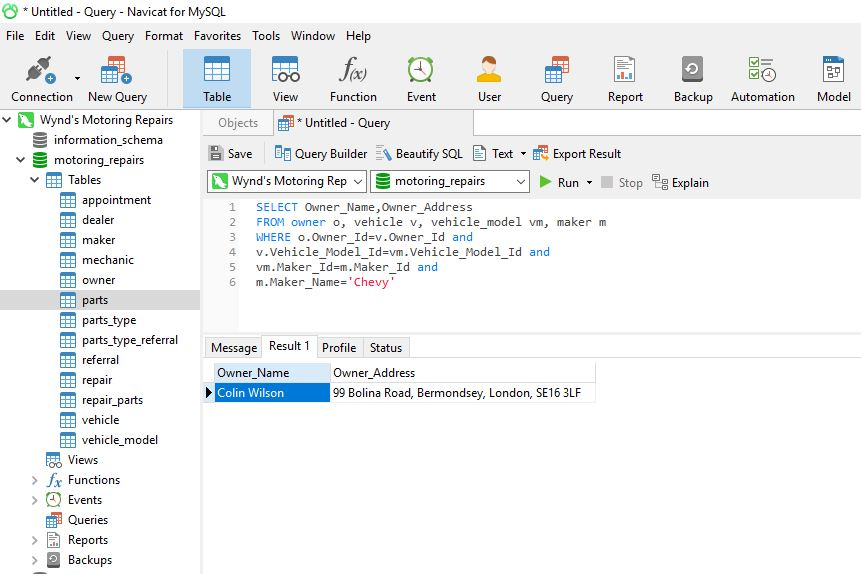 * Untitled - Query - Navicat for MySQL
File Edit View Query Format Favorites Tools Window Help
Connection New Query Table View Function Event User Query Report Backup Automation Model
f(x)
Wynd's Motoring Repairs
information_schema
motoring_repairs
Tables
appointment
dealer
maker
mechanic
owner
parts
parts_type
parts_type_referral
referral
repair
repair_parts
vehicle
vehicle_model
Views
fx Functions
Events
Queries
Reports
Backups
Objects * Untitled - Query
Save Query Builder Beautify SQL Text Export Result
Wynd's Motoring Rep motoring_repairs Run Stop Explain
1 SELECT Owner_Name,Owner_Address
2 FROM owner o, vehicle v, vehicle_model vm, maker m
3 WHERE o.Owner_Id=v.Owner_Id and
4 v.Vehicle_Model_Id=vm.Vehicle_Model_Id and
5 vm.Maker_Id=m.Maker_Id and
6 m.Maker_Name='Chevy'
Message Result 1 Profile Status
Owner_Name Owner_Address
Colin Wilson 99 Bolina Road, Bermondsey, London, SE16 3LF